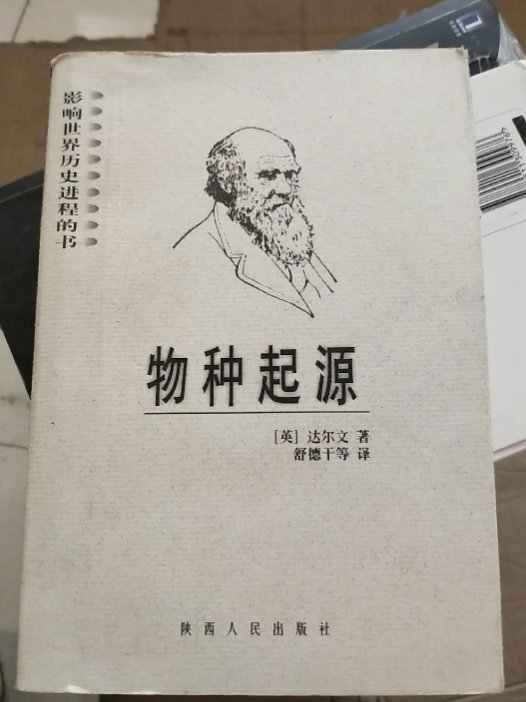 影响世界历史进程的书
物种起源
[英] 达尔文 著
舒德干等 译
陕西人民出版社